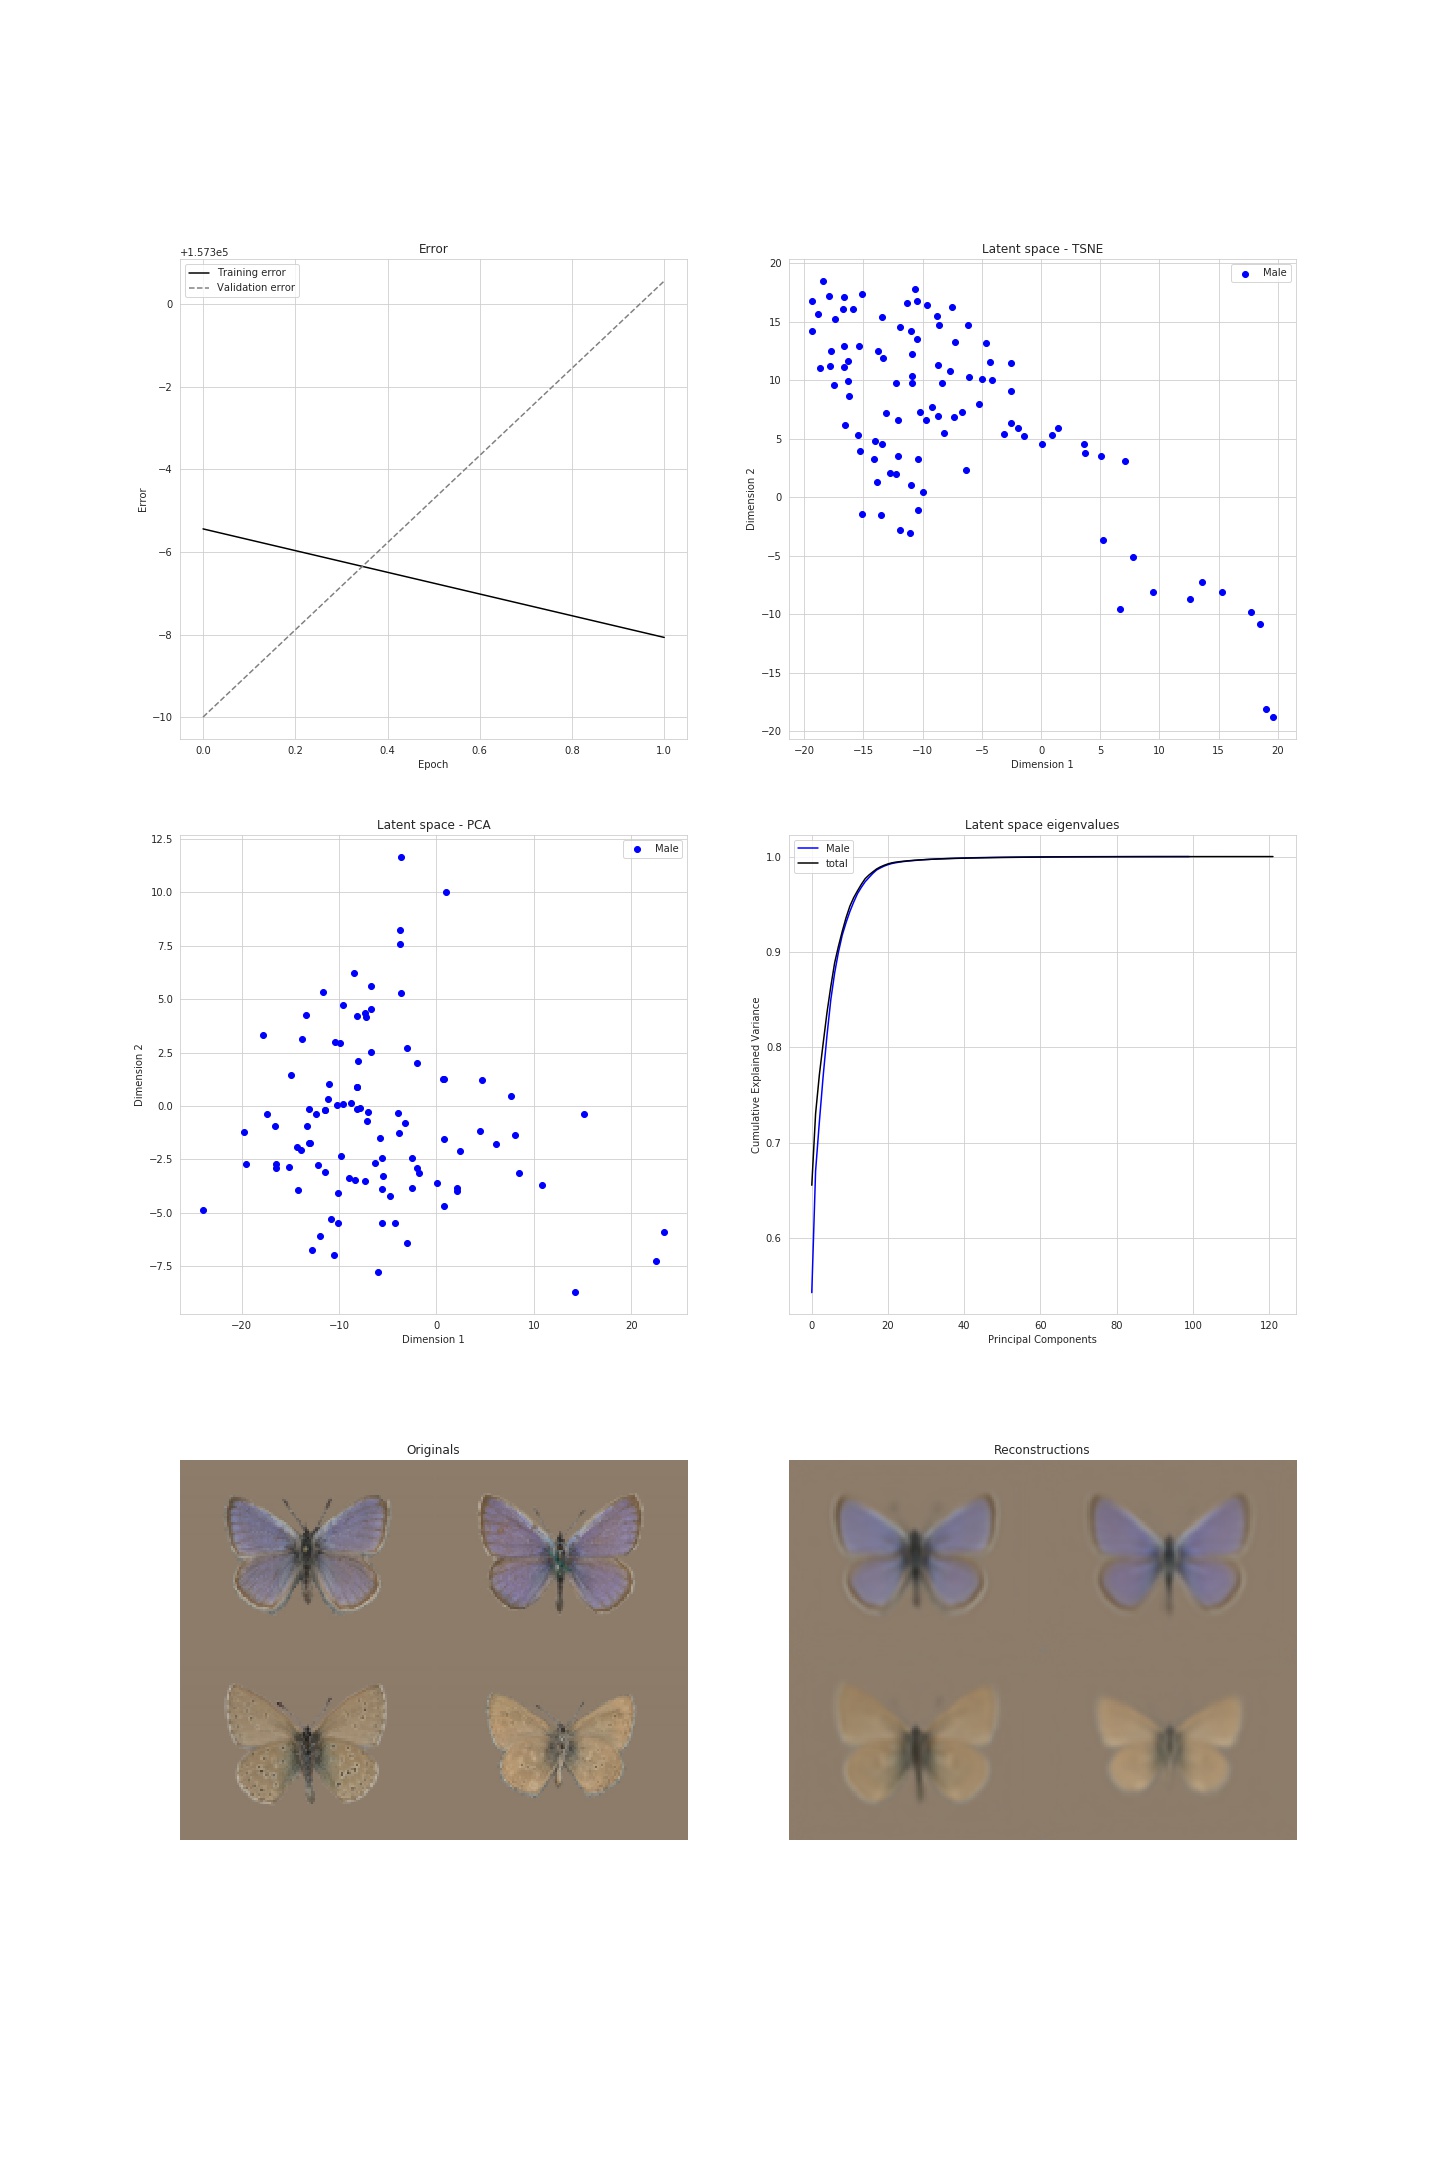 Error
+1.573e5
Training error
Validation error
0
−2
−4
−6
−8
−10
Error
0.0 0.2 0.4 0.6 0.8 1.0
Epoch
Latent space - TSNE
Male
20
15
10
5
0
−5
−10
−15
−20
Dimension 2
−20 −15 −10 −5 0 5 10 15 20
Dimension 1
Latent space - PCA
Male
12.5
10.0
7.5
5.0
2.5
0.0
−2.5
−5.0
−7.5
Dimension 2
−20 −10 0 10 20
Dimension 1
Latent space eigenvalues
Male
total
1.0
0.9
0.8
0.7
0.6
Cumulative Explained Variance
0 20 40 60 80 100 120
Principal Components
Originals
Reconstructions